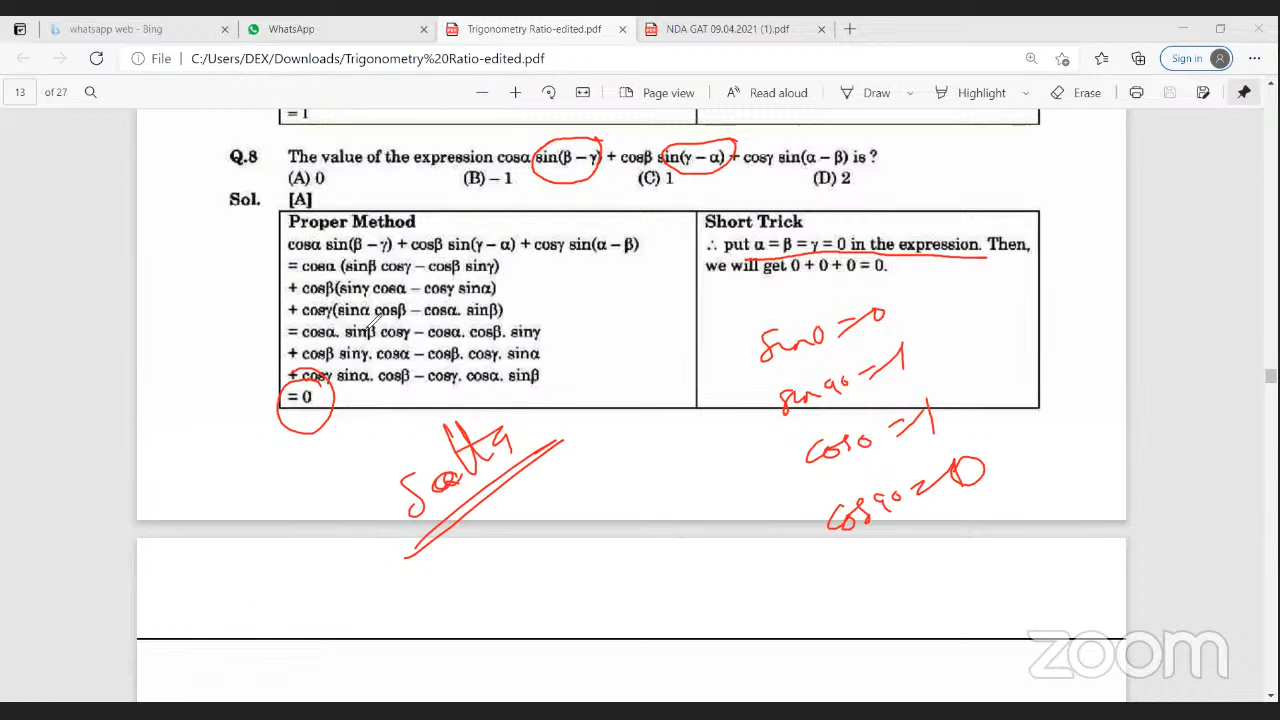 whatsapp web - Bing
WhatsApp
Trigonometry Ratio-edited.pdf
NDA GAT 09.04.2021 (1).pdf
File C:/Users/DEX/Downloads/Trigonometry%20Ratio-edited.pdf
Sign in
13 of 27
Page view
Read aloud
Draw
Highlight
Erase
= 1
Q.8 The value of the expression cosα sin(β – γ) + cosβ sin(γ – α) + cosγ sin(α – β) is ?
(A) 0 (B) – 1 (C) 1 (D) 2
Sol. [A]
Proper Method
cosα sin(β – γ) + cosβ sin(γ – α) + cosγ sin(α – β)
= cosα (sinβ cosγ – cosβ sinγ)
+ cosβ(sinγ cosα – cosγ sinα)
+ cosγ(sinα cosβ – cosα. sinβ)
= cosα. sinβ cosγ – cosα. cosβ. sinγ
+ cosβ sinγ. cosα – cosβ. cosγ. sinα
+ cosγ sinα. cosβ – cosγ. cosα. sinβ
= 0
Short Trick
∴ put α = β = γ = 0 in the expression. Then,
we will get 0 + 0 + 0 = 0.
sin0 = 0
sin90 = 1
cos0 = 1
cos90 = 0
zoom